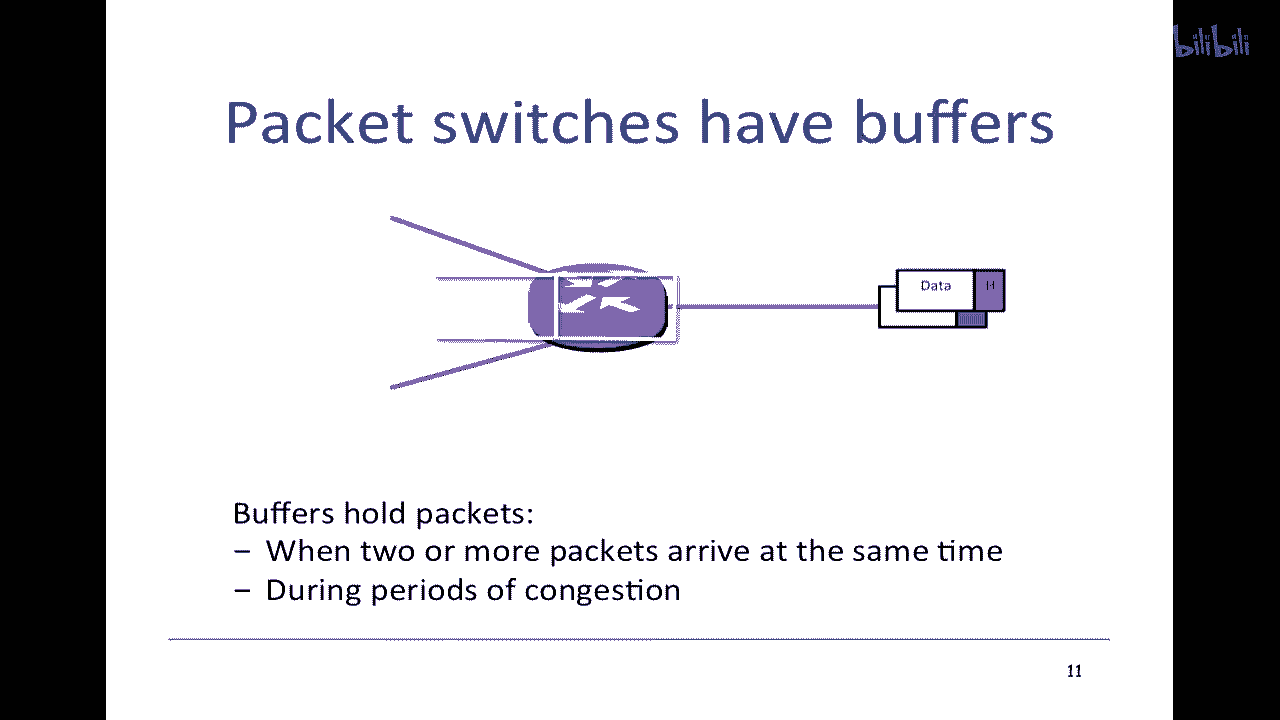 bilibili
Packet switches have buffers
Data
H
Buffers hold packets:
– When two or more packets arrive at the same time
– During periods of congestion
11